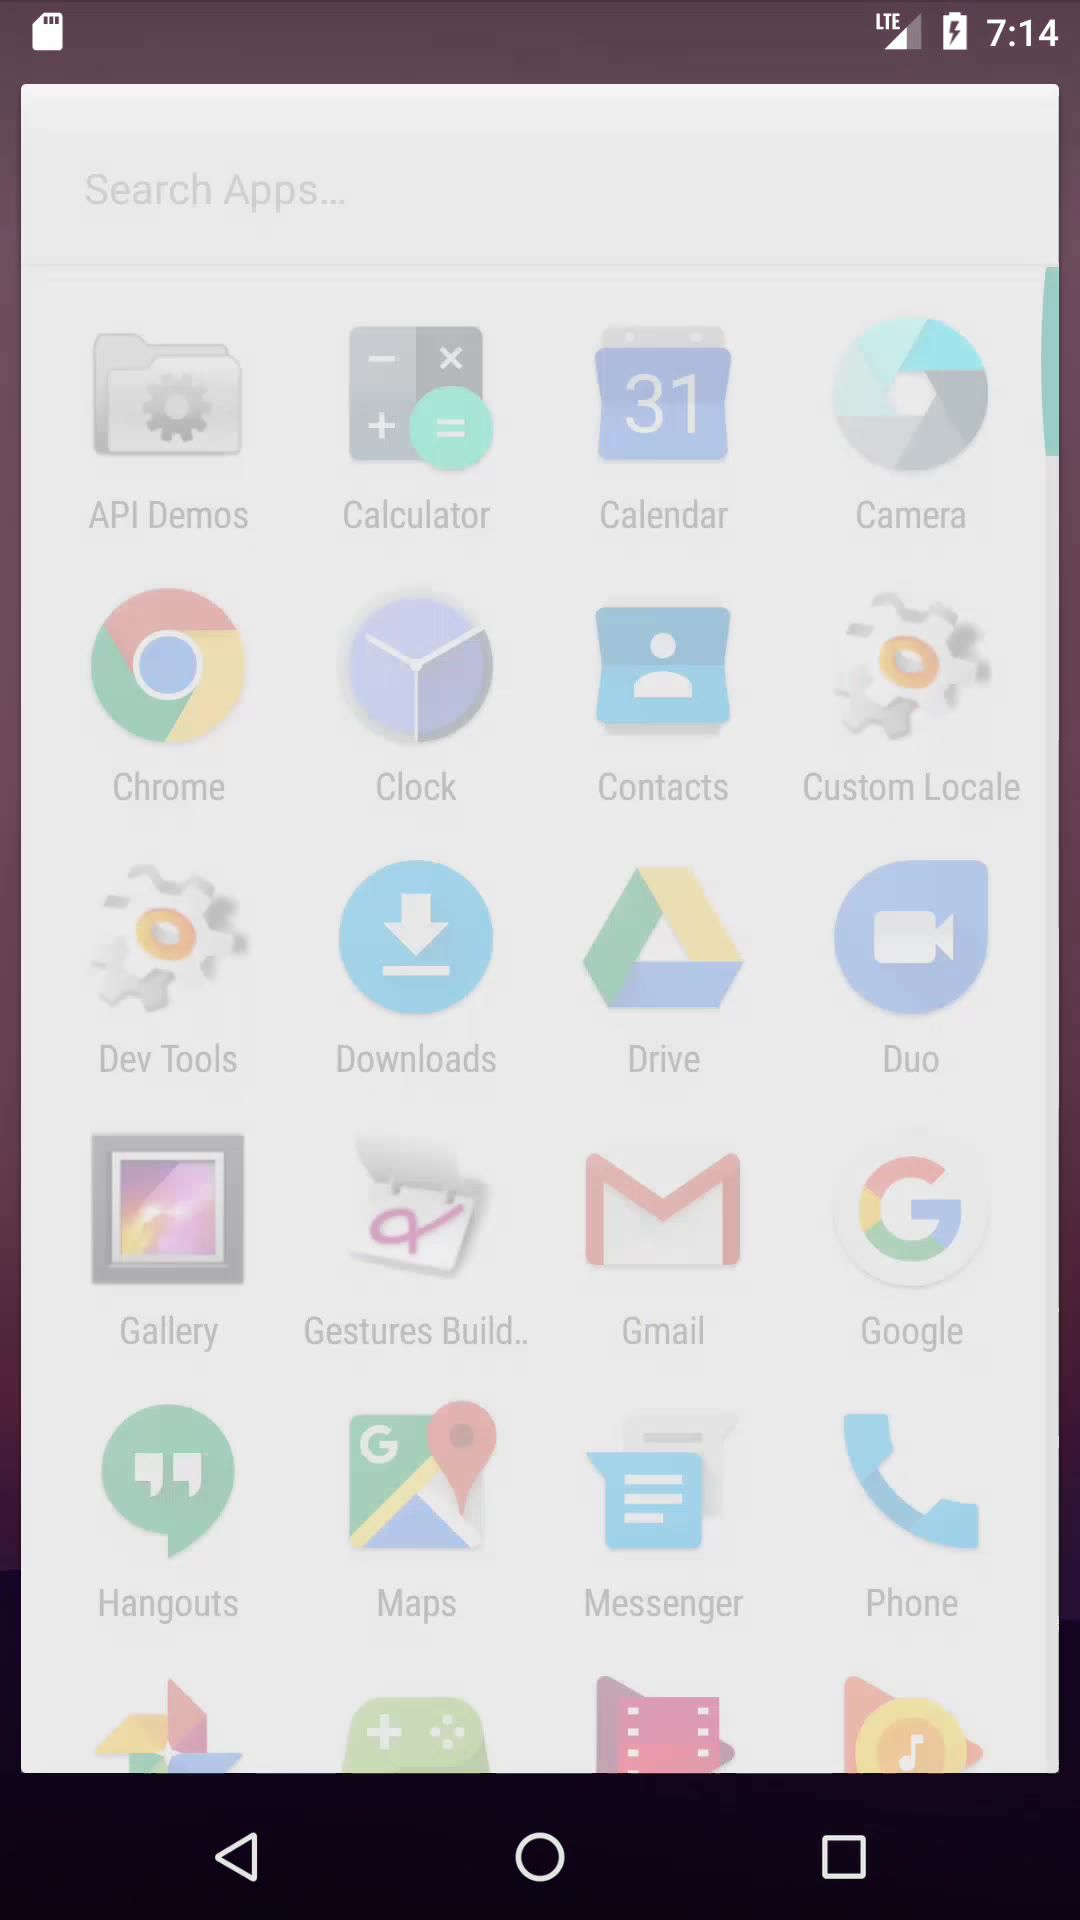 LTE 7:14
Search Apps...
31
API Demos Calculator Calendar Camera
Chrome Clock Contacts Custom Locale
Dev Tools Downloads Drive Duo
G
G
Gallery Gestures Build.. Gmail Google
Hangouts Maps Messenger Phone